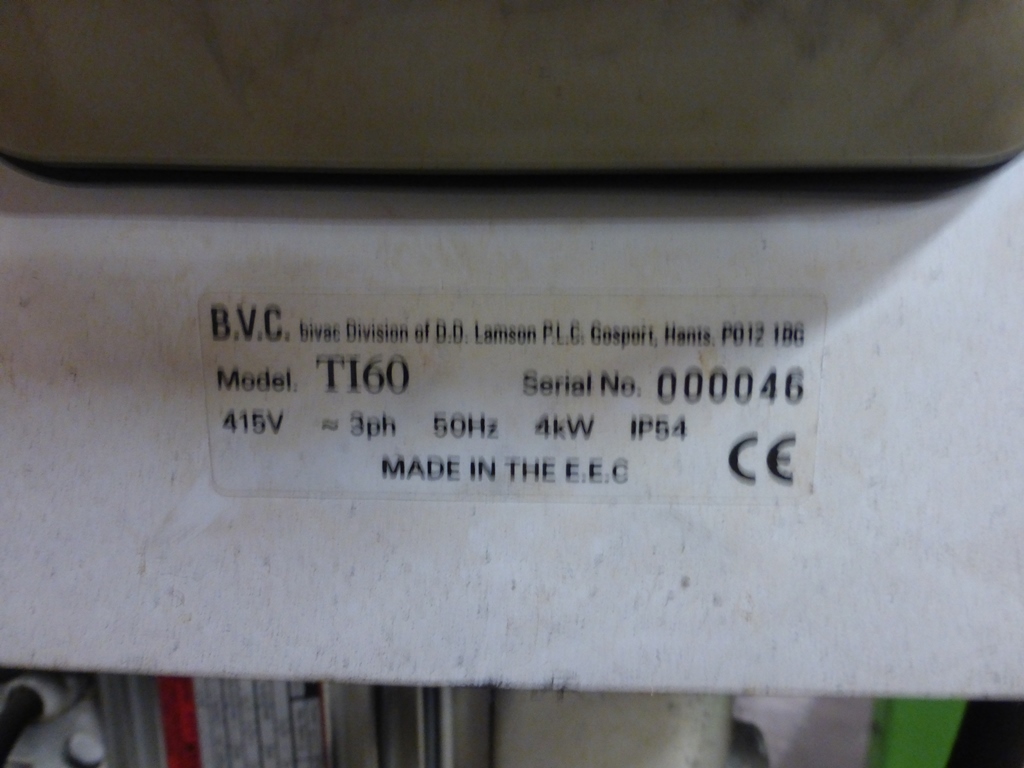 B.V.C. bivac Division of D.D. Lamson P.L.C. Gosport, Hants. PO12 1BG
Model. TI60 Serial No. 000046
415V ≈ 3ph 50Hz 4kW IP54
MADE IN THE E.E.C CE